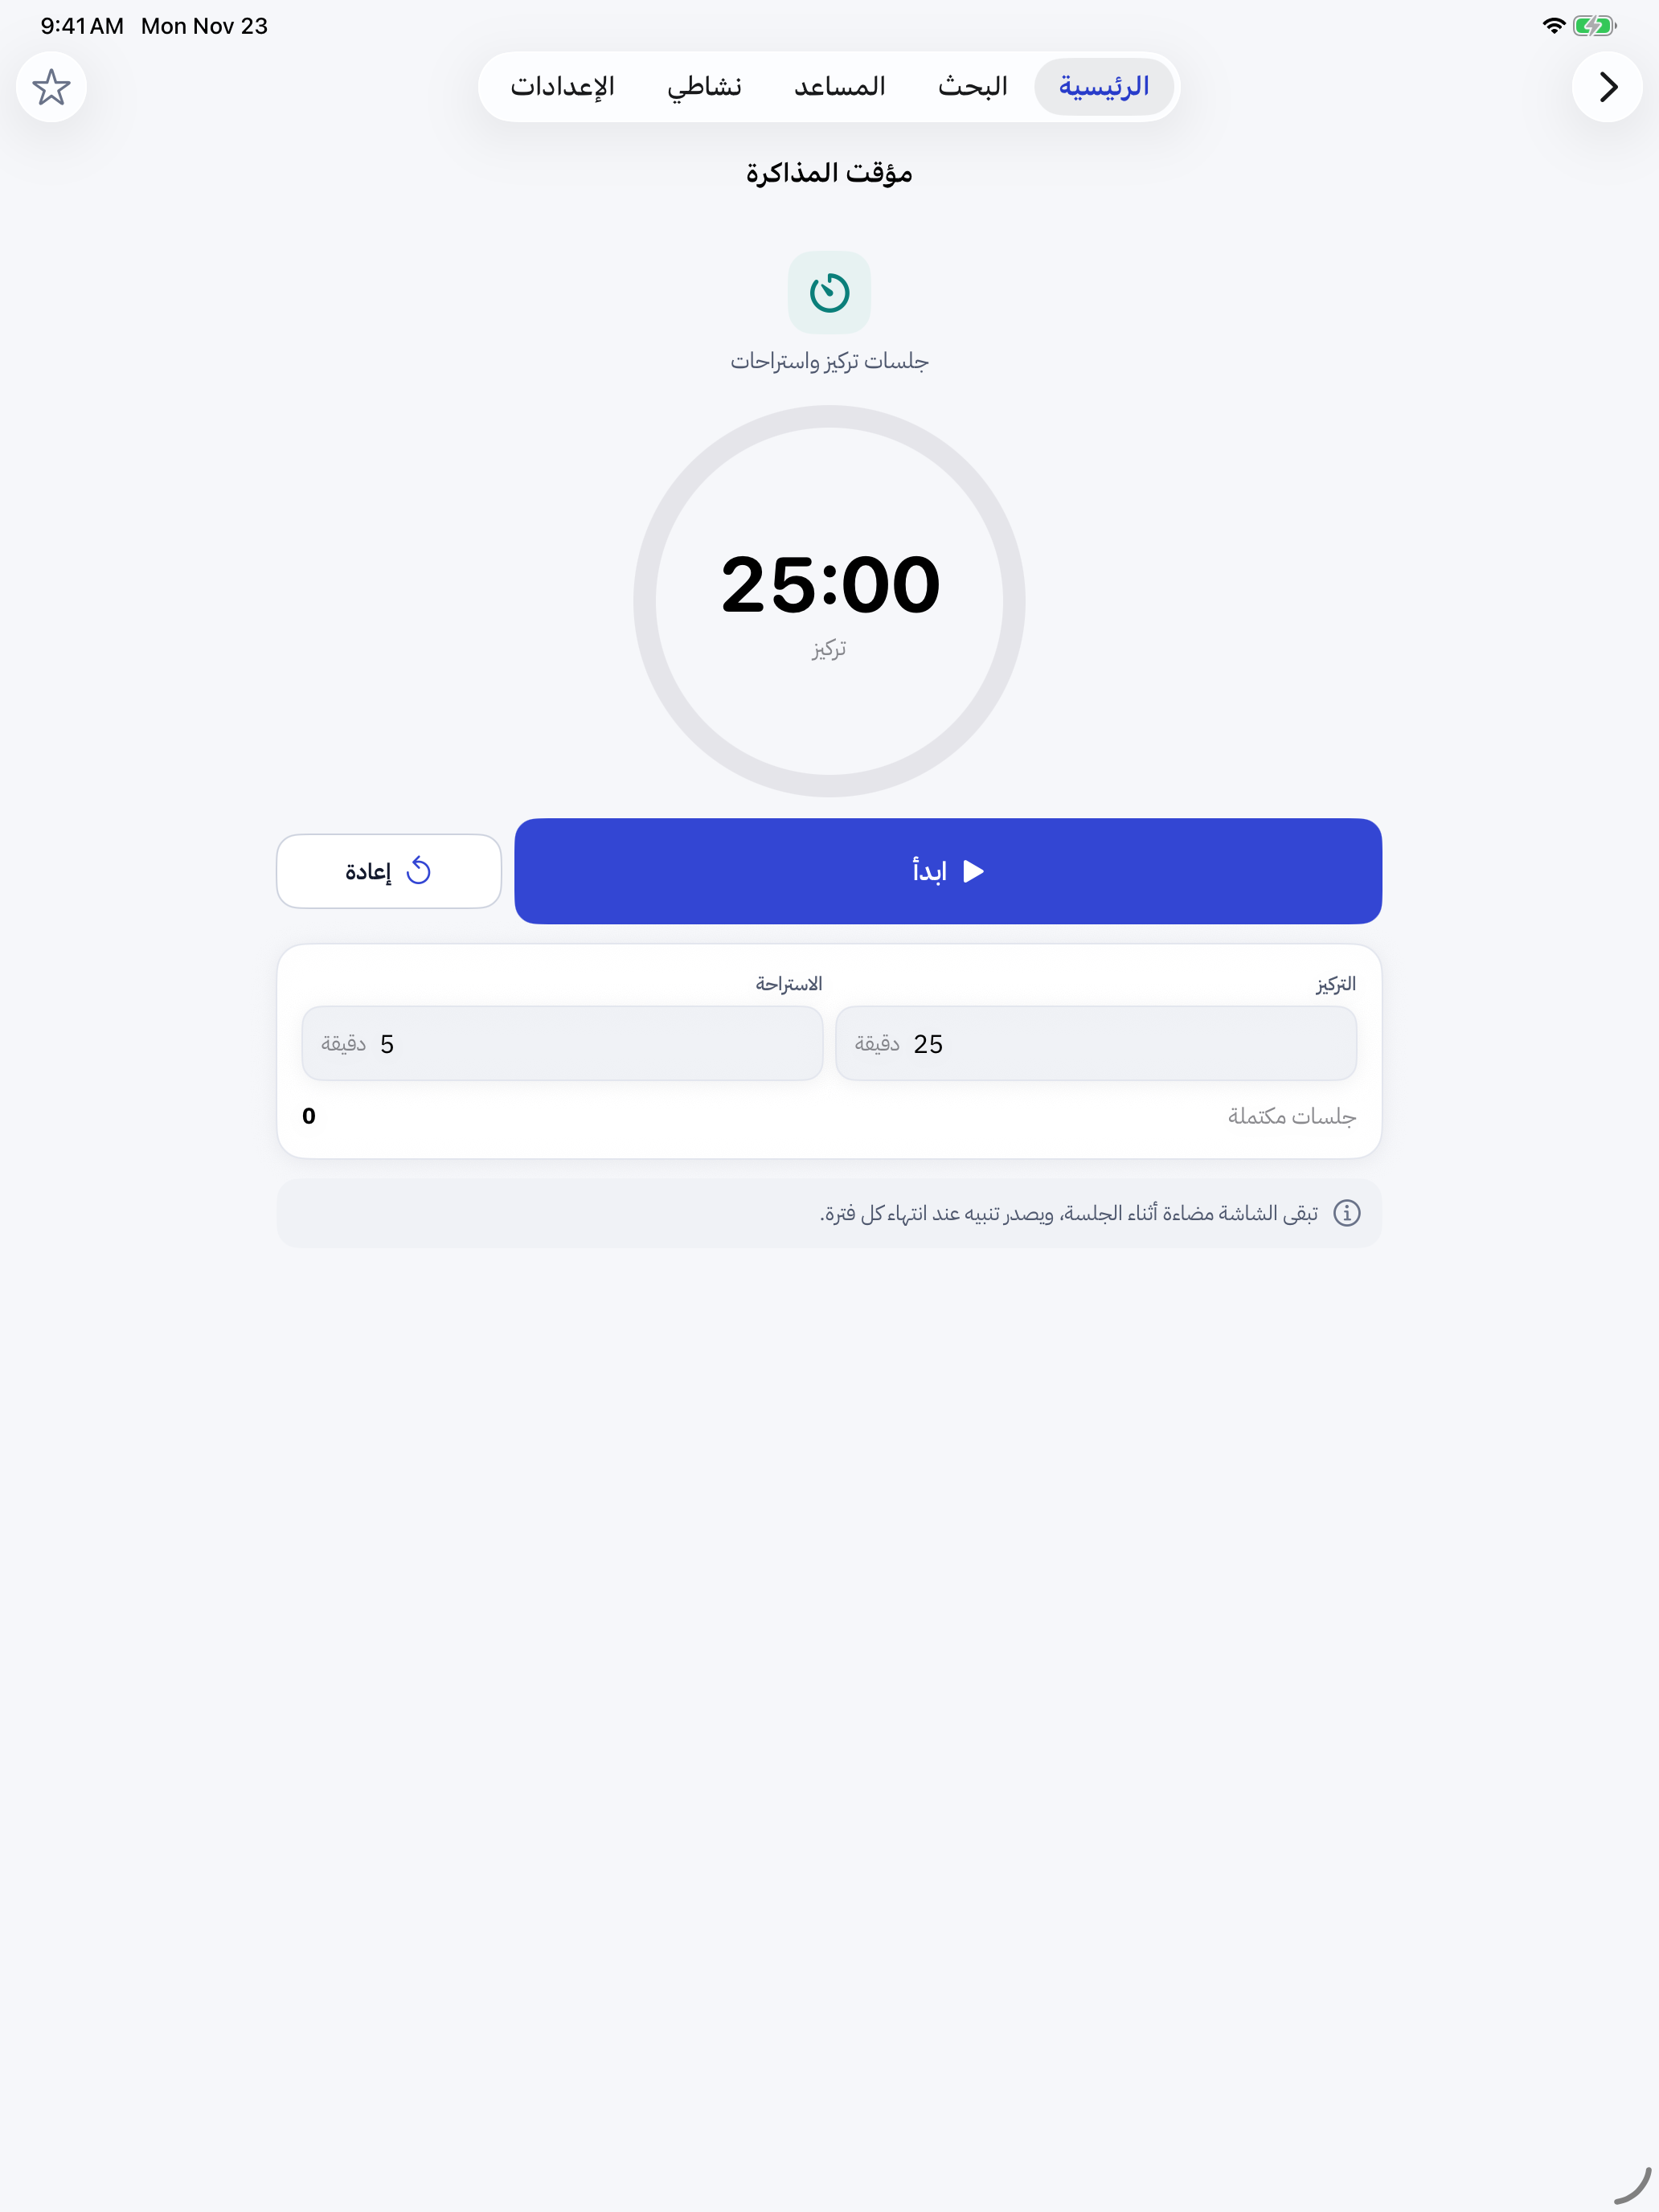 9:41 AM Mon Nov 23
الرئيسية البحث المساعد نشاطي الإعدادات
مؤقت المذاكرة
جلسات تركيز واستراحات
25:00
تركيز
ابدأ إعادة
التركيز الاستراحة
25 دقيقة 5 دقيقة
جلسات مكتملة 0
تبقى الشاشة مضاءة أثناء الجلسة، ويصدر تنبيه عند انتهاء كل فترة.